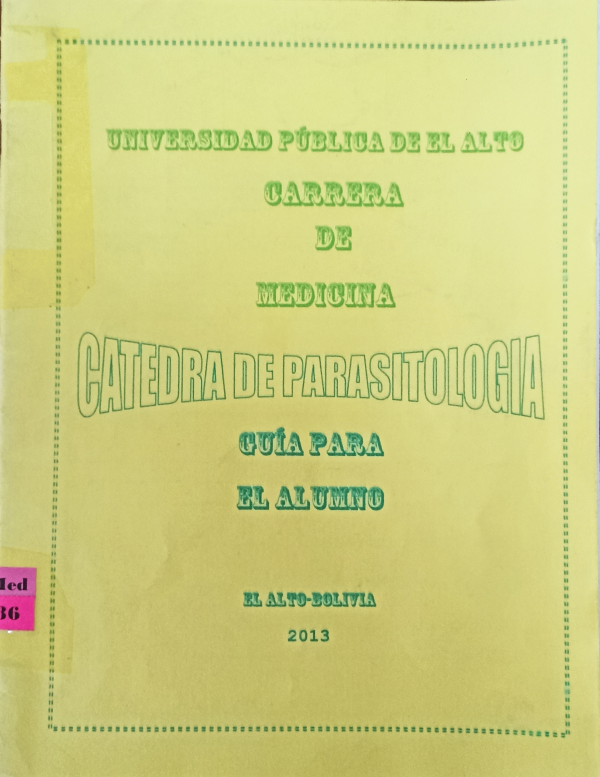 UNIVERSIDAD PÚBLICA DE EL ALTO
CARRERA
DE
MEDICINA
CATEDRA DE PARASITOLOGIA
GUÍA PARA
EL ALUMNO
EL ALTO-BOLIVIA
2013